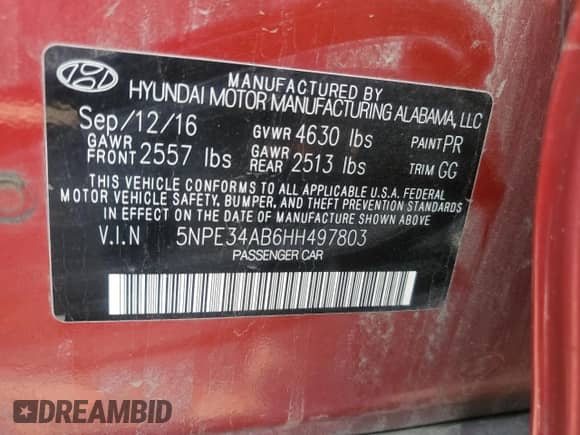 MANUFACTURED BY
HYUNDAI MOTOR MANUFACTURING ALABAMA, LLC
Sep/12/16 GVWR 4630 lbs PAINT PR
GAWR FRONT 2557 lbs GAWR REAR 2513 lbs TRIM GG
THIS VEHICLE CONFORMS TO ALL APPLICABLE U.S.A. FEDERAL
MOTOR VEHICLE SAFETY, BUMPER, AND THEFT PREVENTION STANDARDS
IN EFFECT ON THE DATE OF MANUFACTURE SHOWN ABOVE
V.I.N 5NPE34AB6HH497803
PASSENGER CAR
DREAMBID